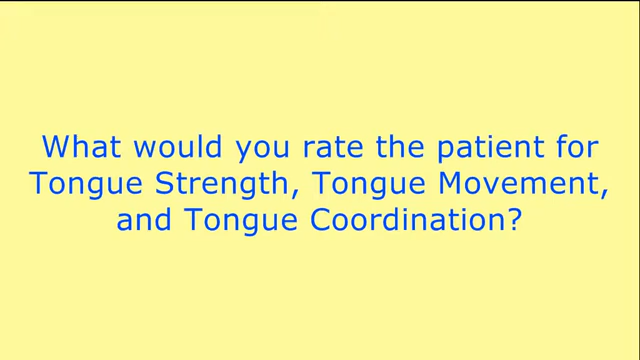 What would you rate the patient for
Tongue Strength, Tongue Movement,
and Tongue Coordination?